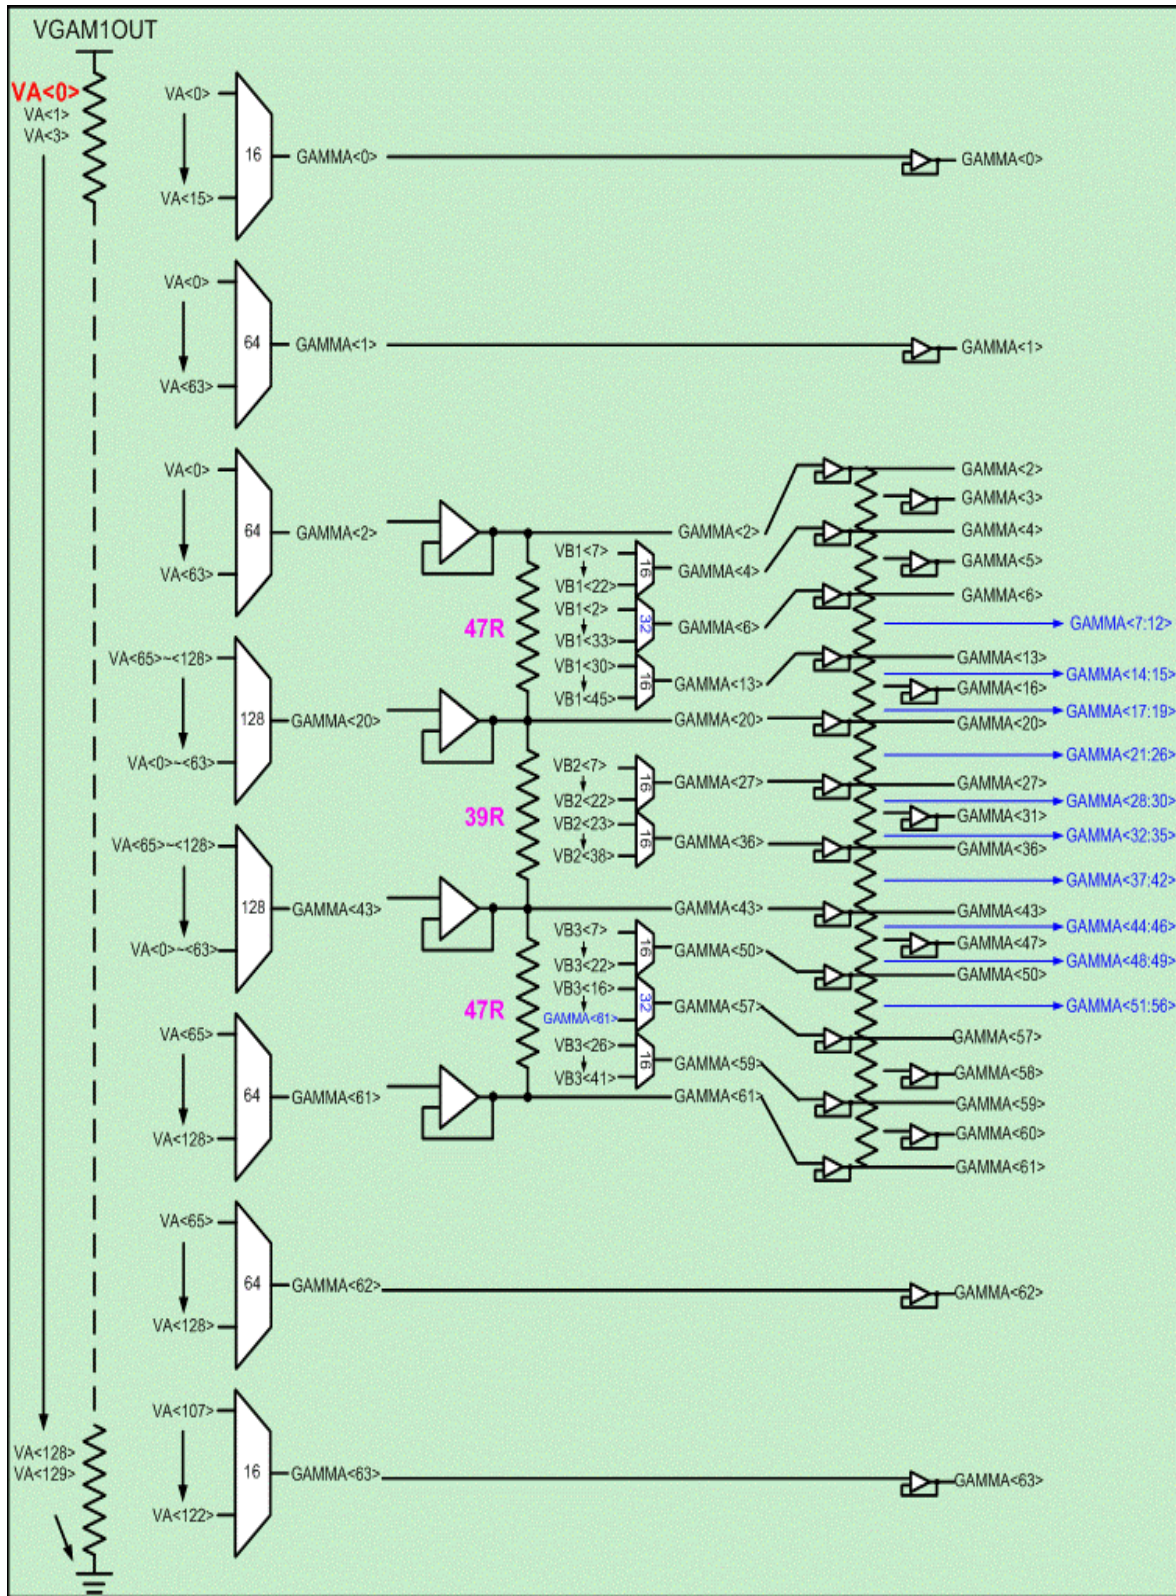 VGAM1OUT
VA<0>
VA<1>
VA<3>
VA<128>
VA<129>
VA<0>
VA<15>
16
GAMMA<0>
GAMMA<0>
VA<0>
VA<63>
64
GAMMA<1>
GAMMA<1>
VA<0>
VA<63>
64
GAMMA<2>
VA<65>~<128>
VA<0>~<63>
128
GAMMA<20>
VA<65>~<128>
VA<0>~<63>
128
GAMMA<43>
VA<65>
VA<128>
64
GAMMA<61>
47R
39R
47R
VB1<7>
VB1<22>
16
VB1<2>
VB1<33>
32
VB1<30>
VB1<45>
16
VB2<7>
VB2<22>
16
VB2<23>
VB2<38>
16
VB3<7>
VB3<22>
16
VB3<16>
GAMMA<61>
32
VB3<26>
VB3<41>
16
GAMMA<2>
GAMMA<4>
GAMMA<6>
GAMMA<13>
GAMMA<20>
GAMMA<27>
GAMMA<36>
GAMMA<43>
GAMMA<50>
GAMMA<57>
GAMMA<59>
GAMMA<61>
GAMMA<2>
GAMMA<3>
GAMMA<4>
GAMMA<5>
GAMMA<6>
GAMMA<7:12>
GAMMA<13>
GAMMA<14:15>
GAMMA<16>
GAMMA<17:19>
GAMMA<20>
GAMMA<21:26>
GAMMA<27>
GAMMA<28:30>
GAMMA<31>
GAMMA<32:35>
GAMMA<36>
GAMMA<37:42>
GAMMA<43>
GAMMA<44:46>
GAMMA<47>
GAMMA<48:49>
GAMMA<50>
GAMMA<51:56>
GAMMA<57>
GAMMA<58>
GAMMA<59>
GAMMA<60>
GAMMA<61>
VA<65>
VA<128>
64
GAMMA<62>
GAMMA<62>
VA<107>
VA<122>
16
GAMMA<63>
GAMMA<63>